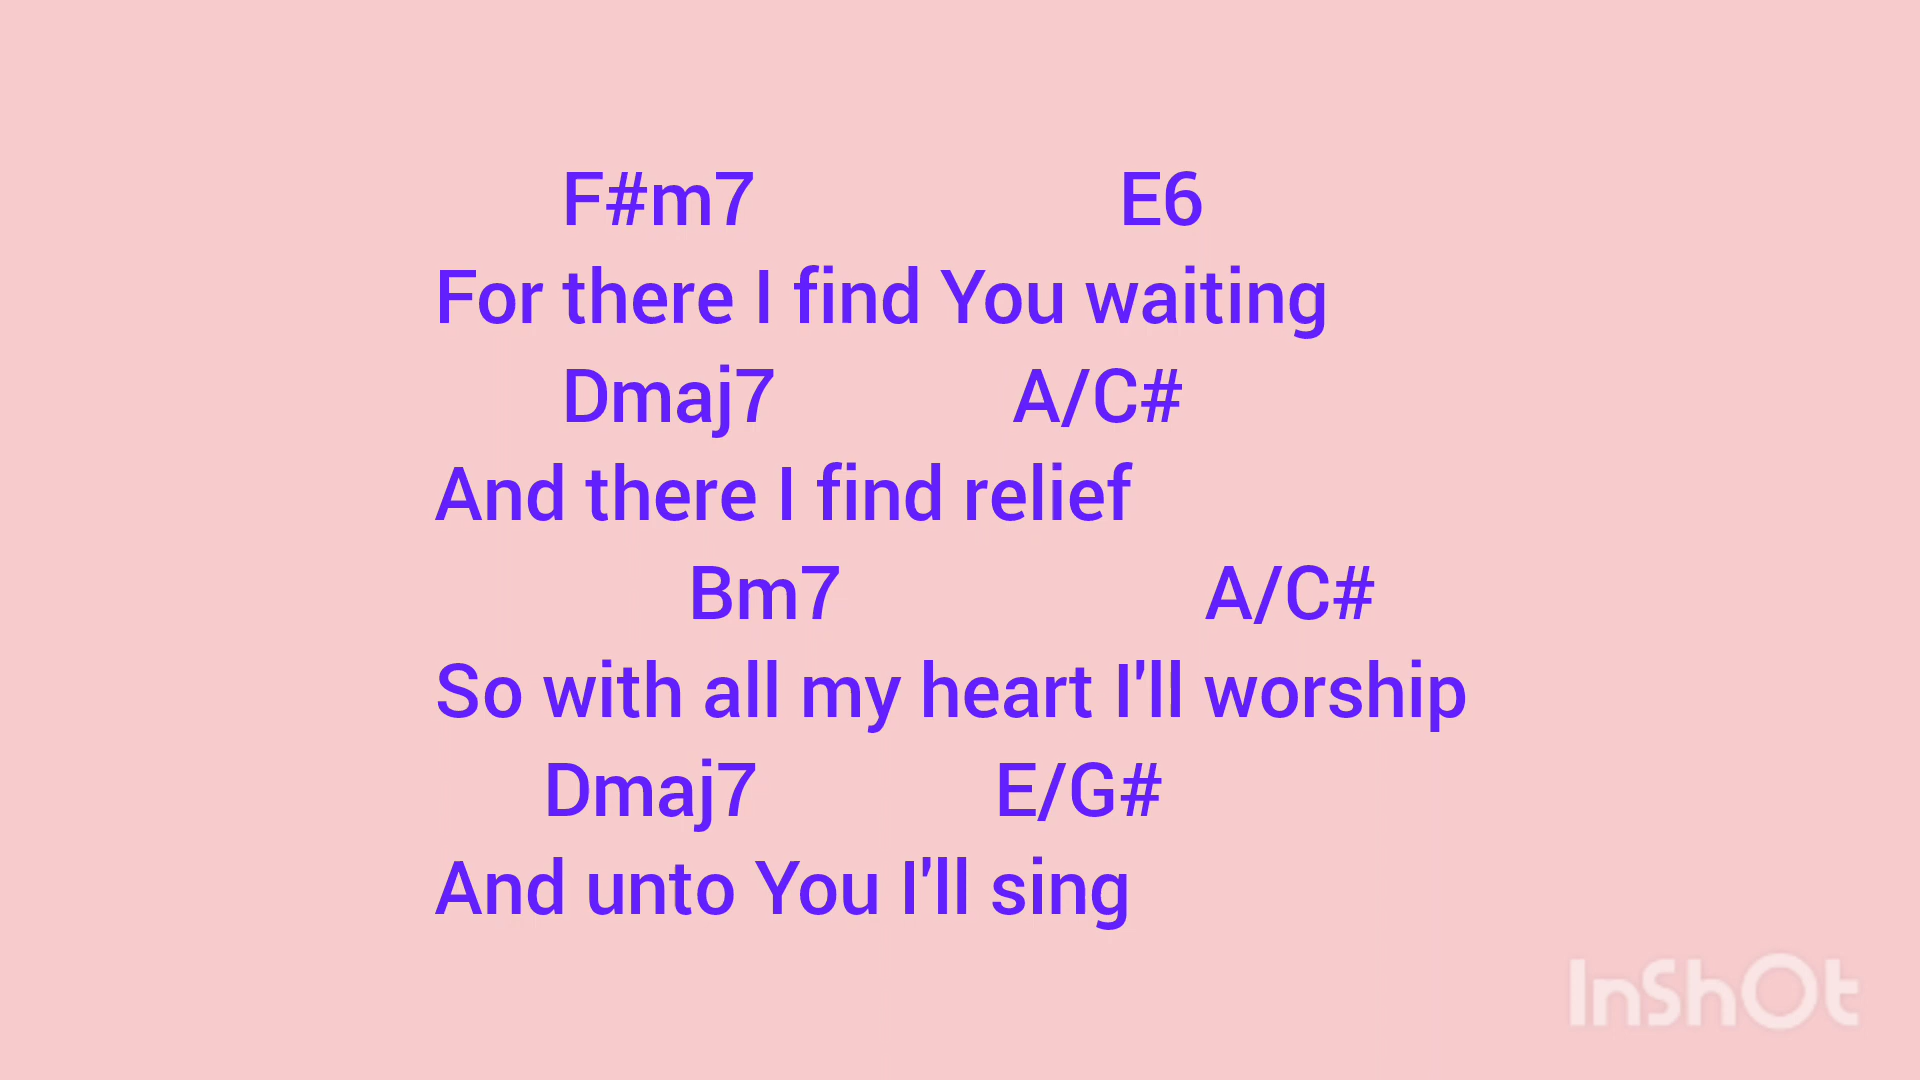 F#m7 E6
For there I find You waiting
Dmaj7 A/C#
And there I find relief
Bm7 A/C#
So with all my heart I'll worship
Dmaj7 E/G#
And unto You I'll sing
InShOt